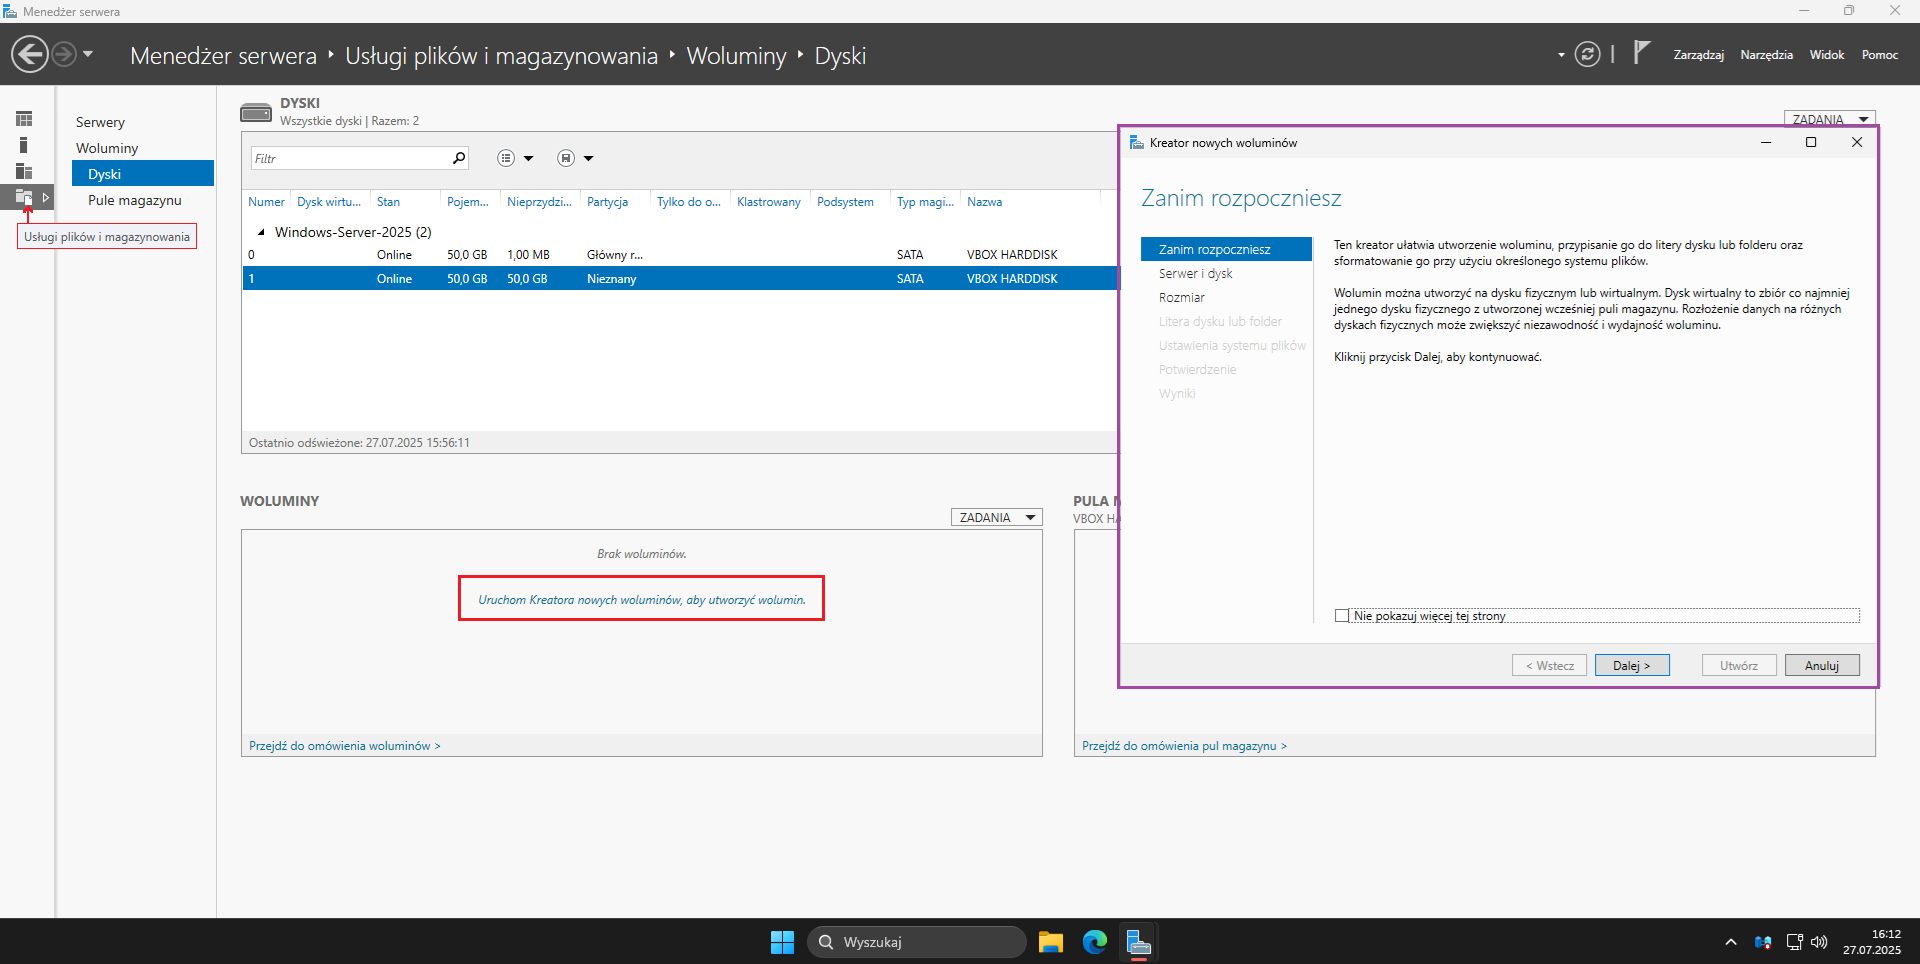 Menedżer serwera
Menedżer serwera ‣ Usługi plików i magazynowania ‣ Woluminy ‣ Dyski
Zarządzaj Narzędzia Widok Pomoc
Serwery
Woluminy
Dyski
Pule magazynu
Usługi plików i magazynowania
DYSKI
Wszystkie dyski | Razem: 2
ZADANIA
Filtr
Numer Dysk wirtu... Stan Pojem... Nieprzydzi... Partycja Tylko do o... Klastrowany Podsystem Typ magi... Nazwa
Windows-Server-2025 (2)
0 Online 50,0 GB 1,00 MB Główny r... SATA VBOX HARDDISK
1 Online 50,0 GB 50,0 GB Nieznany SATA VBOX HARDDISK
Ostatnio odświeżone: 27.07.2025 15:56:11
WOLUMINY
ZADANIA
Brak woluminów.
Uruchom Kreatora nowych woluminów, aby utworzyć wolumin.
Przejdź do omówienia woluminów >
PULA
VBOX
Przejdź do omówienia pul magazynu >
Kreator nowych woluminów
Zanim rozpoczniesz
Zanim rozpoczniesz
Serwer i dysk
Rozmiar
Litera dysku lub folder
Ustawienia systemu plików
Potwierdzenie
Wyniki
Ten kreator ułatwia utworzenie woluminu, przypisanie go do litery dysku lub folderu oraz
sformatowanie go przy użyciu określonego systemu plików.
Wolumin można utworzyć na dysku fizycznym lub wirtualnym. Dysk wirtualny to zbiór co najmniej
jednego dysku fizycznego z utworzonej wcześniej puli magazynu. Rozłożenie danych na różnych
dyskach fizycznych może zwiększyć niezawodność i wydajność woluminu.
Kliknij przycisk Dalej, aby kontynuować.
Nie pokazuj więcej tej strony
< Wstecz Dalej > Utwórz Anuluj
Wyszukaj
16:12
27.07.2025